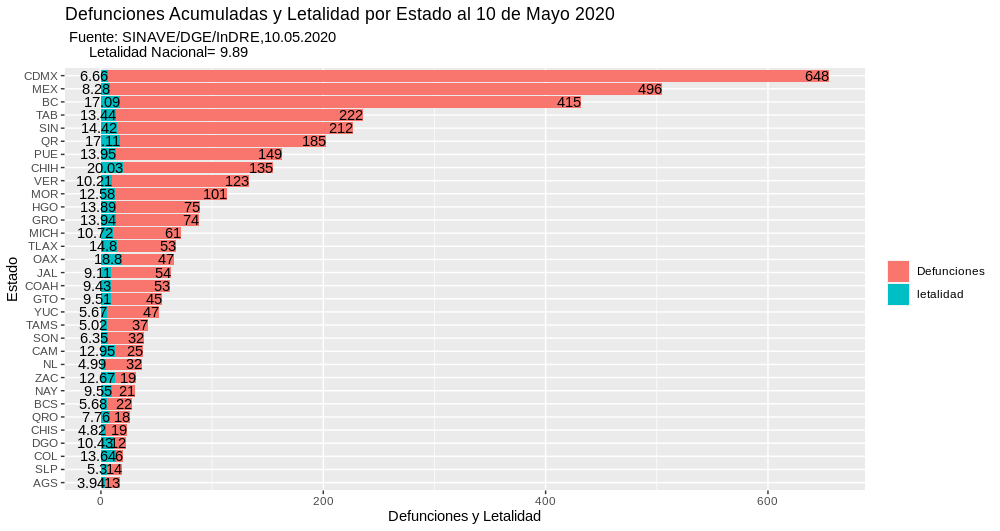 Defunciones Acumuladas y Letalidad por Estado al 10 de Mayo 2020
Fuente: SINAVE/DGE/InDRE,10.05.2020
Letalidad Nacional= 9.89
CDMX 6.66 648
MEX 8.28 496
BC 17.09 415
TAB 13.44 222
SIN 14.42 212
QR 17.11 185
PUE 13.95 149
CHIH 20.03 135
VER 10.21 123
MOR 12.58 101
HGO 13.89 75
GRO 13.94 74
MICH 10.72 61
TLAX 14.8 53
OAX 18.8 47
JAL 9.11 54
COAH 9.43 53
GTO 9.51 45
YUC 5.67 47
TAMS 5.02 37
SON 6.35 32
CAM 12.95 25
NL 4.99 32
ZAC 12.67 19
NAY 9.55 21
BCS 5.68 22
QRO 7.76 18
CHIS 4.82 19
DGO 10.43 12
COL 13.64 6
SLP 5.3 14
AGS 3.94 13
Estado
0 200 400 600
Defunciones y Letalidad
Defunciones
letalidad